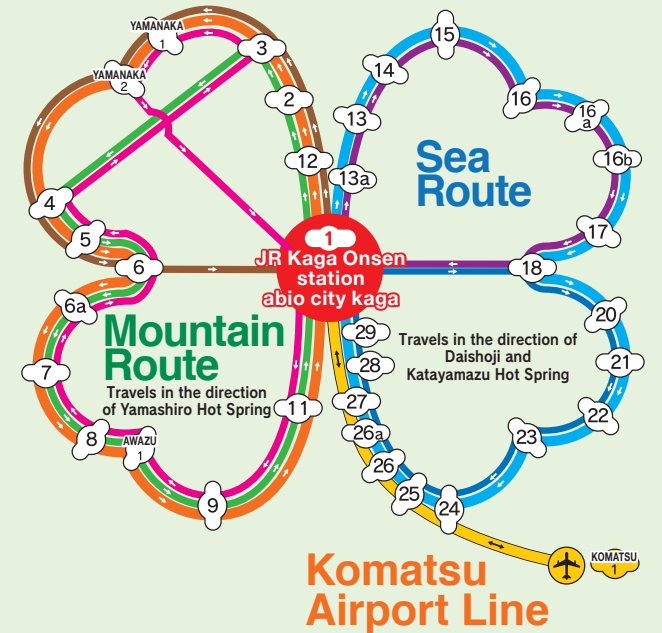 YAMANAKA
1
3
YAMANAKA
2
2
12
4
5
6
15
14
16
13
16
a
16b
13a
17
18
Sea
Route
1
JR Kaga Onsen
station
abio city kaga
6a
7
8
AWAZU
1
9
11
Mountain
Route
Travels in the direction
of Yamashiro Hot Spring
29
28
27
26a
26
25
24
23
22
21
20
Travels in the direction of
Daishoji and
Katayamazu Hot Spring
KOMATSU
1
Komatsu
Airport Line